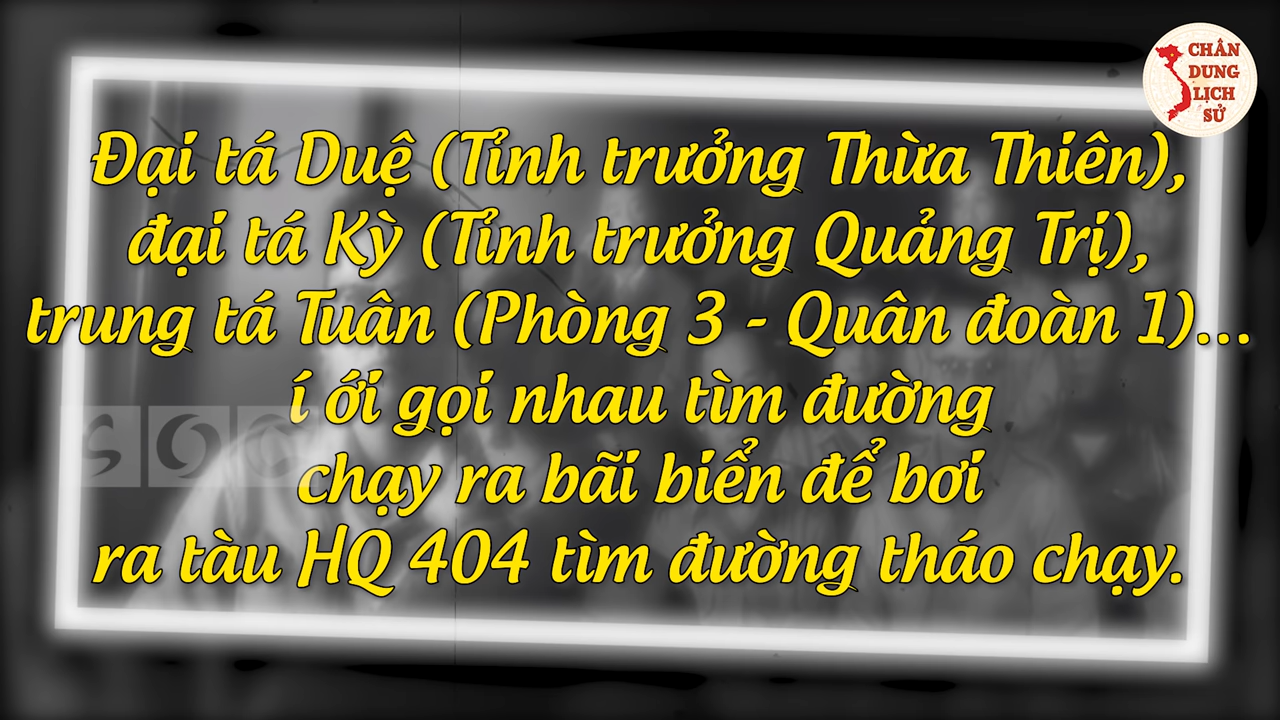 CHÂN
DUNG
LỊCH
SỬ
Đại tá Duệ (Tỉnh trưởng Thừa Thiên),
đại tá Kỳ (Tỉnh trưởng Quảng Trị),
trung tá Tuân (Phòng 3 - Quân đoàn 1)...
í ới gọi nhau tìm đường
chạy ra bãi biển để bơi
ra tàu HQ 404 tìm đường tháo chạy.